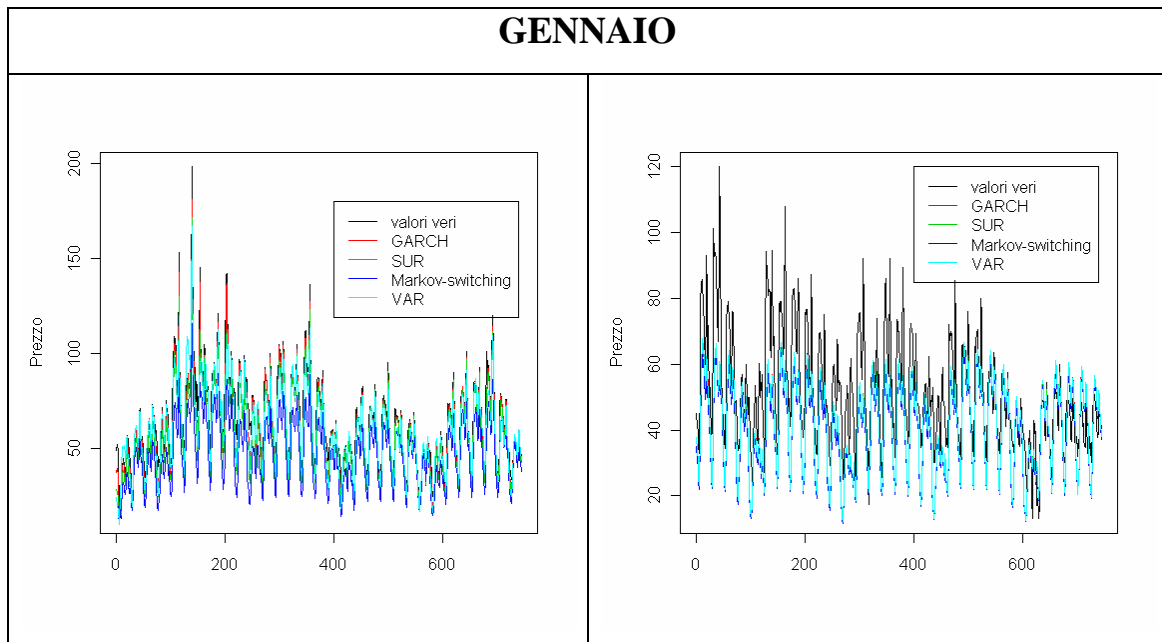 GENNAIO
200
150
100
50
Prezzo
0
200
400
600
valori veri
GARCH
SUR
Markov-switching
VAR
120
100
80
60
40
20
Prezzo
0
200
400
600
valori veri
GARCH
SUR
Markov-switching
VAR